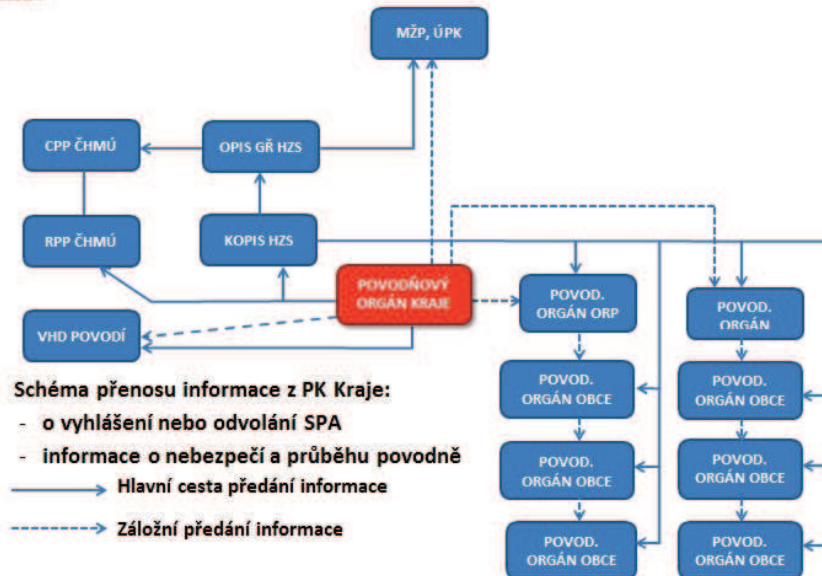 MŽP, ÚPK
CPP ČHMÚ
OPIS GŘ HZS
RPP ČHMÚ
KOPIS HZS
POVODŇOVÝ
ORGÁN KRAJE
VHD POVODÍ
POVOD.
ORGÁN ORP
POVOD.
ORGÁN
POVOD.
ORGÁN OBCE
POVOD.
ORGÁN OBCE
POVOD.
ORGÁN OBCE
POVOD.
ORGÁN OBCE
POVOD.
ORGÁN OBCE
POVOD.
ORGÁN OBCE
Schéma přenosu informace z PK Kraje:
- o vyhlášení nebo odvolání SPA
- informace o nebezpečí a průběhu povodně
Hlavní cesta předání informace
Záložní předání informace